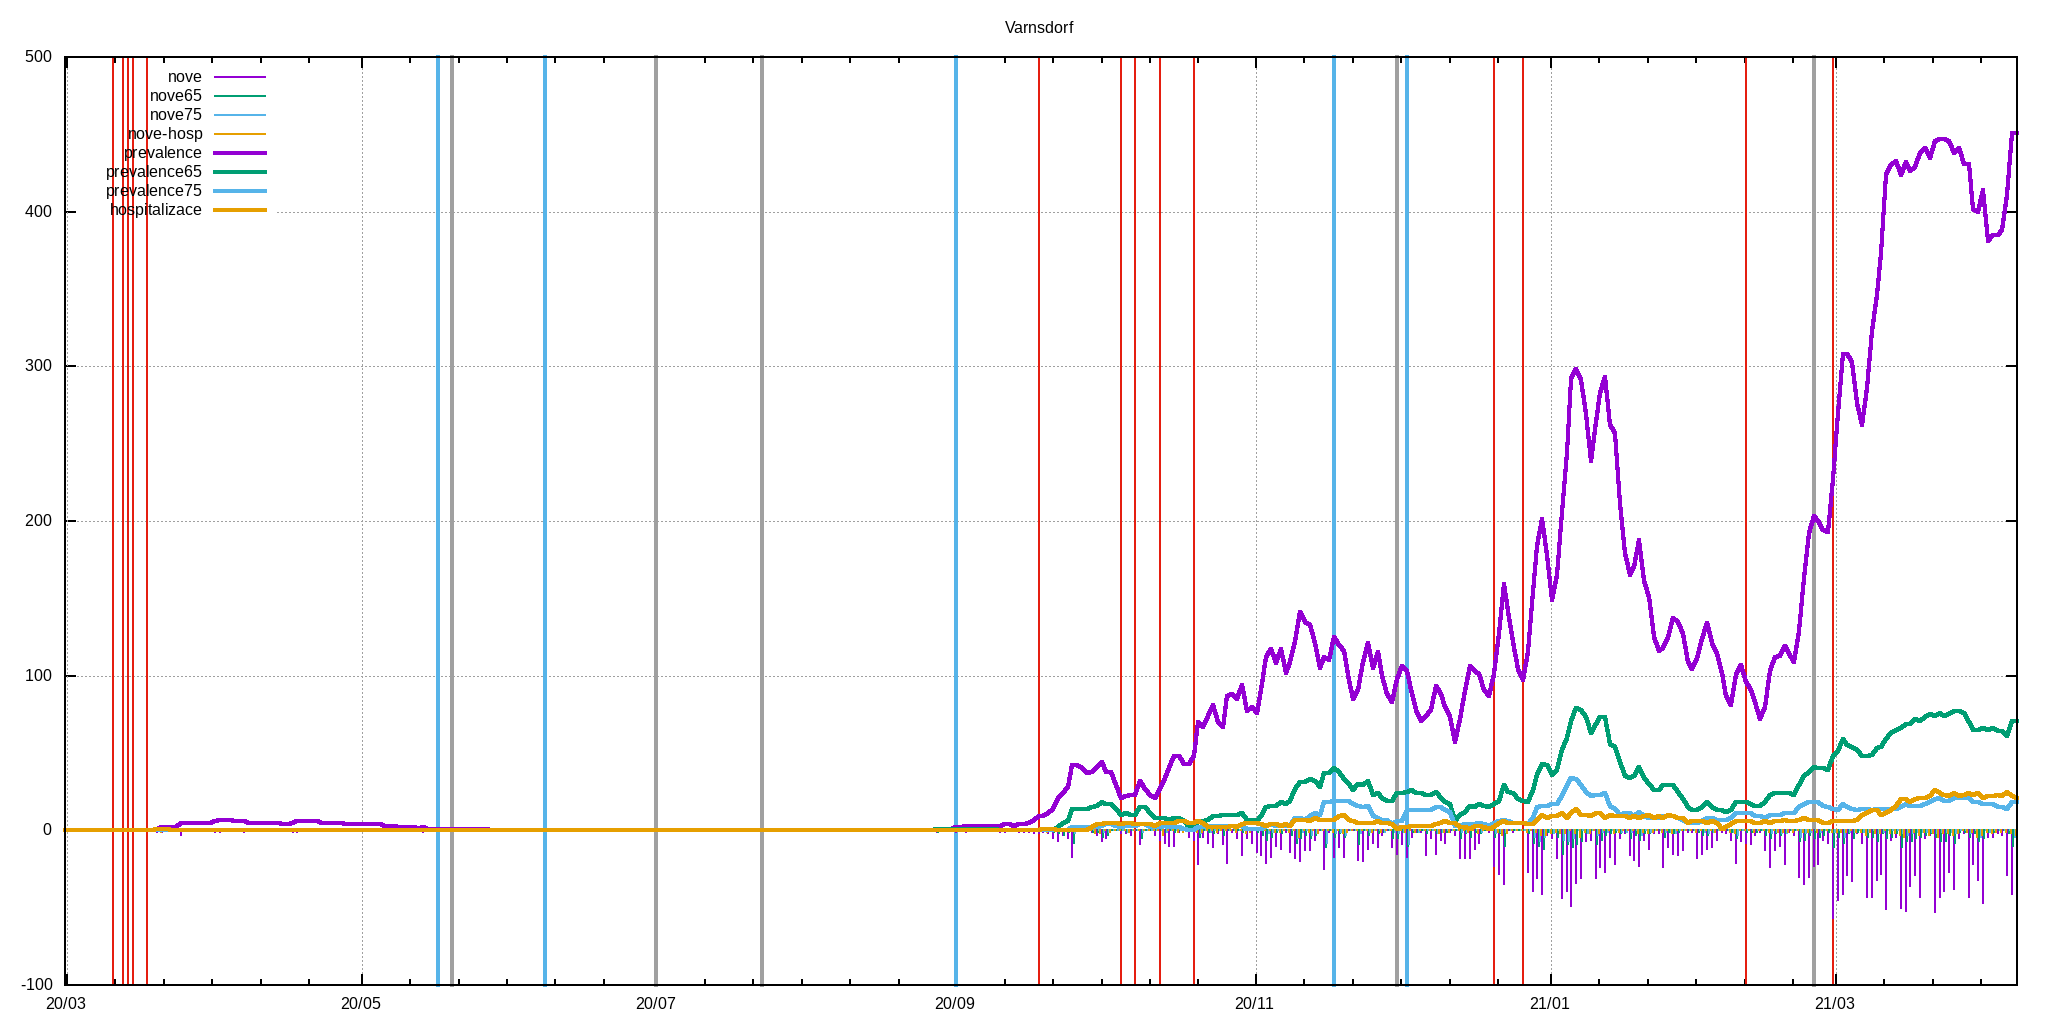 Varnsdorf
500
nove
nove65
nove75
nove-hosp
prevalence
prevalence65
prevalence75
hospitalizace
400
300
200
100
0
-100
20/03 20/05 20/07 20/09 20/11 21/01 21/03